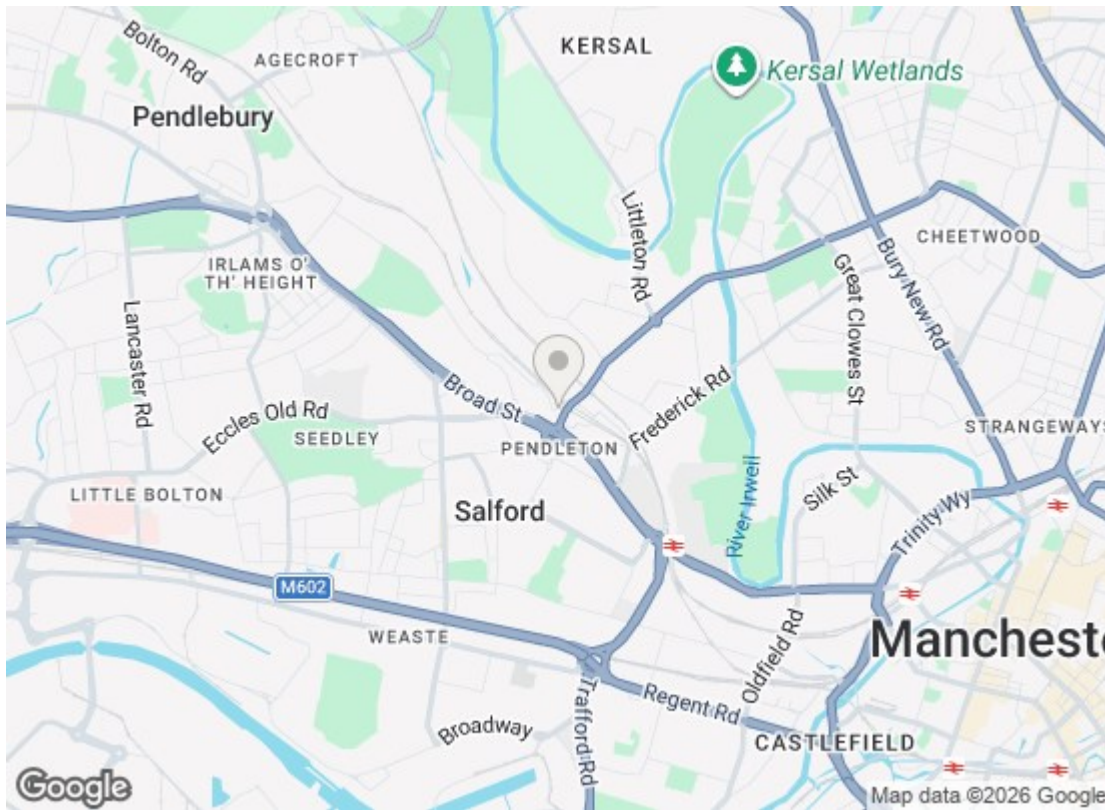 Bolton Rd
AGECROFT
KERSAL
Kersal Wetlands
Pendlebury
Littleton Rd
CHEETWOOD
IRLAMS O'
TH' HEIGHT
Great Clowes St
Bury New Rd
Lancaster Rd
Broad St
Frederick Rd
Eccles Old Rd
SEEDLEY
PENDLETON
STRANGEWAYS
LITTLE BOLTON
Salford
River Irwell
Silk St
Trinity Wy
M602
WEASTE
Oldfield Rd
Manchest
Trafford Rd
Regent Rd
Broadway
CASTLEFIELD
Google
Map data ©2026 Google